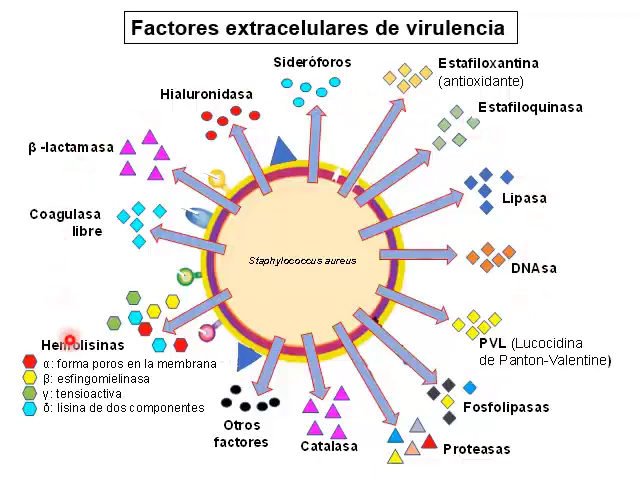 Factores extracelulares de virulencia
Sideróforos
Estafiloxantina
(antioxidante)
Hialuronidasa
Estafiloquinasa
β -lactamasa
Lipasa
Coagulasa
libre
Staphylococcus aureus
DNAsa
PVL (Lucocidina
de Panton-Valentine)
Hemolisinas
α: forma poros en la membrana
β: esfingomielinasa
γ: tensioactiva
δ: lisina de dos componentes
Fosfolipasas
Otros
factores
Catalasa
Proteasas